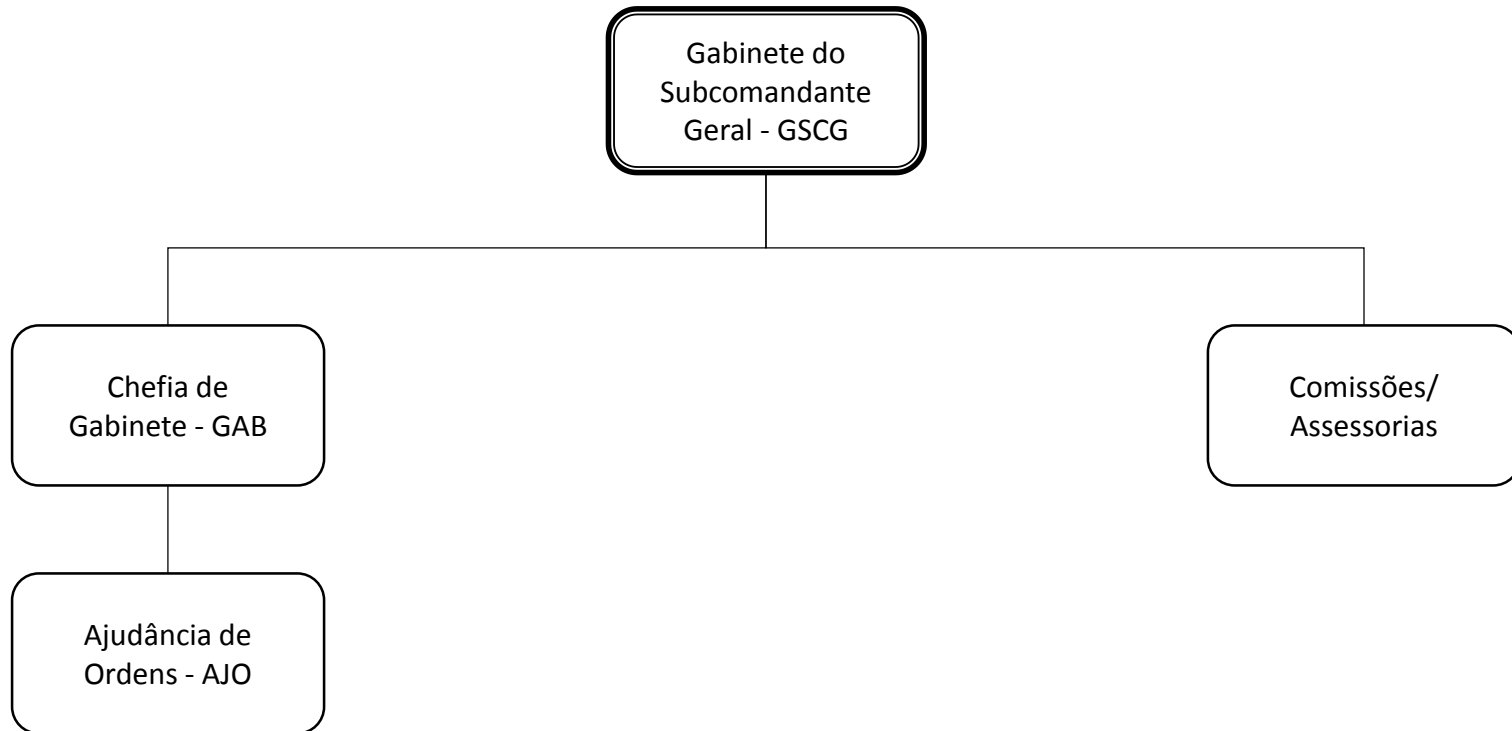 Gabinete do
Subcomandante
Geral - GSCG
Chefia de
Gabinete - GAB
Comissões/
Assessorias
Ajudância de
Ordens - AJO